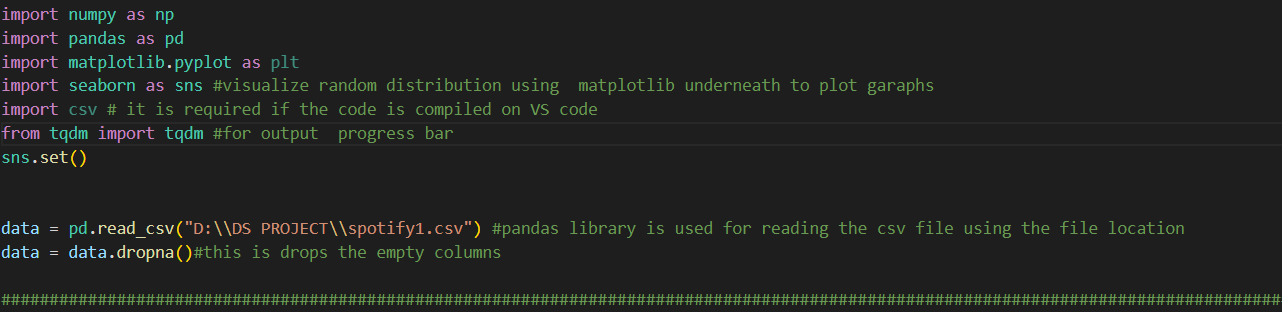 import numpy as np
import pandas as pd
import matplotlib.pyplot as plt
import seaborn as sns #visualize random distribution using  matplotlib underneath to plot garaphs
import csv # it is required if the code is compiled on VS code
from tqdm import tqdm #for output  progress bar
sns.set()
data = pd.read_csv("D:\\DS PROJECT\\spotify1.csv") #pandas library is used for reading the csv file using the file location
data = data.dropna()#this is drops the empty columns
#####################################################################################################################################